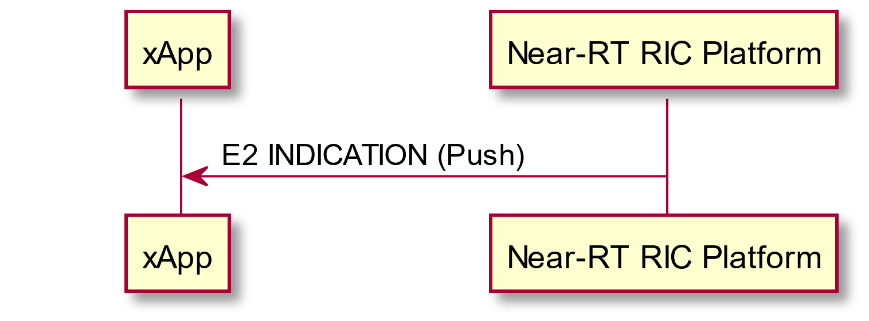 xApp
Near-RT RIC Platform
E2 INDICATION (Push)
xApp
Near-RT RIC Platform